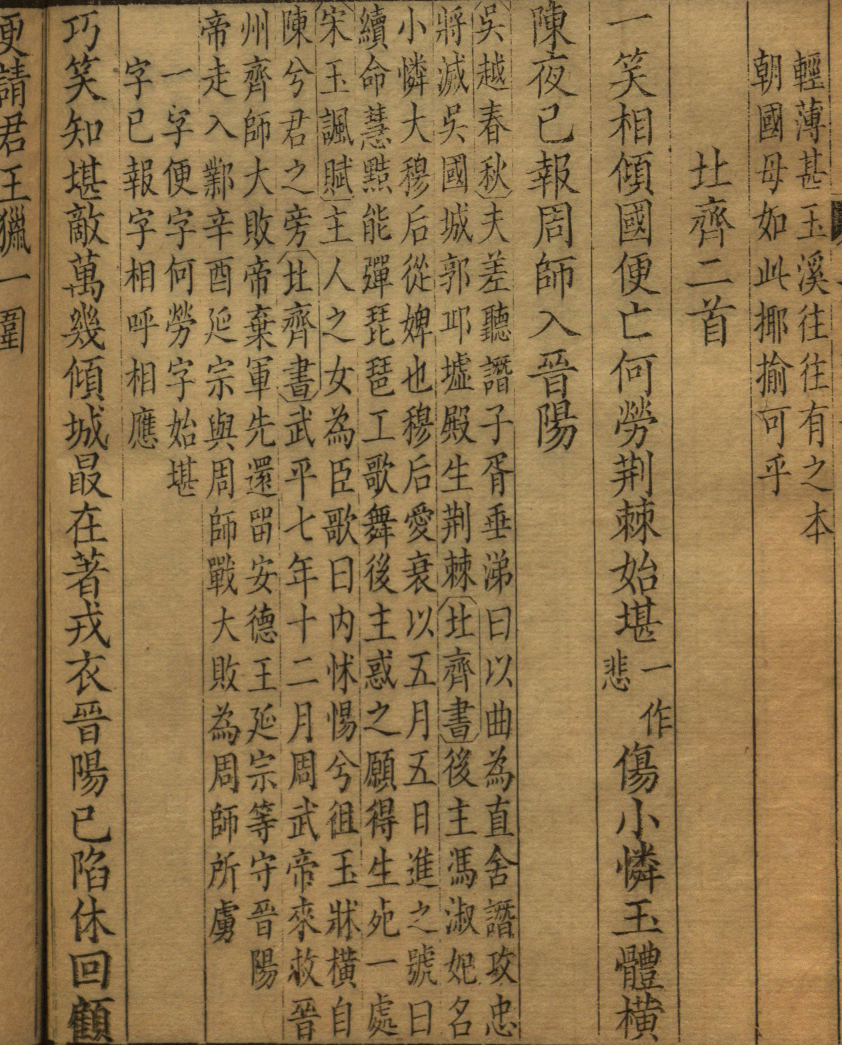 輕薄甚玉溪往往有之本
朝國母如此揶揄可乎
北齊二首
一笑相傾國便亡何勞荆棘始堪一作悲傷小憐玉體橫
陳夜已報周師入晉陽
吳越春秋夫差聽譖子胥垂涕曰以曲為直舍譖攻忠
將滅吳國城郭邱墟殿生荆棘北齊書後主馮淑妃名
小憐大穆后從婢也穆后愛衰以五月五日進之號曰
續命慧黠能彈琵琶工歌舞後主惑之願得生死一處
宋玉諷賦主人之女為臣歌曰内怵惕兮徂玉牀橫自
陳兮君之旁北齊書武平七年十二月周武帝來救晉
州齊師大敗帝棄軍先還留安德王延宗等守晉陽
帝走入鄴辛酉延宗與周師戰大敗為周師所虜
一字便字何勞字始堪
字已報字相呼相應
巧笑知堪敵萬幾傾城最在著戎衣晉陽已陷休回顧
更請君王獵一圍